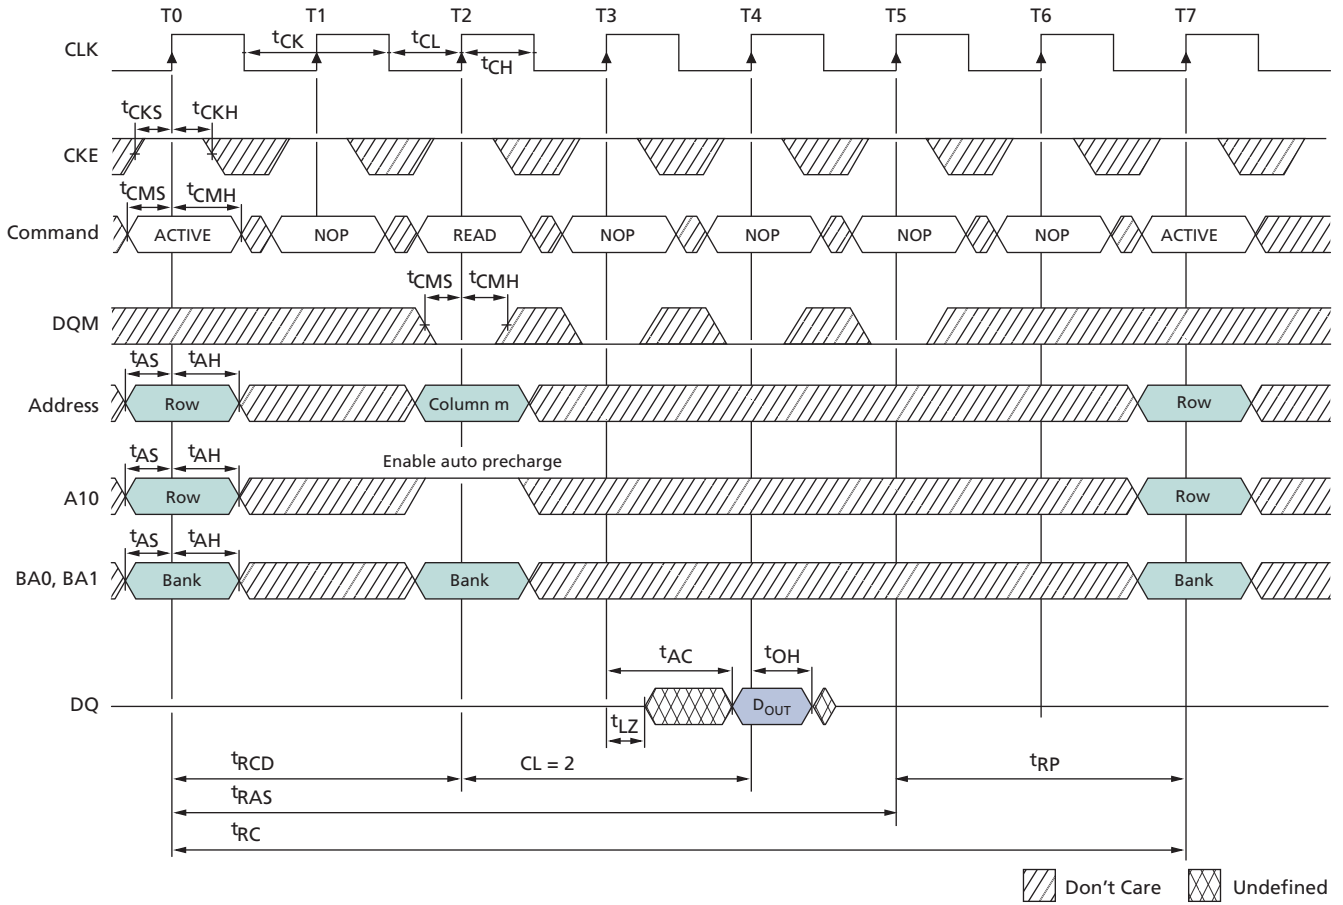 T0 T1 T2 T3 T4 T5 T6 T7
CLK tCK tCL tCH
tCKS tCKH
CKE
tCMS tCMH
Command ACTIVE NOP READ NOP NOP NOP NOP ACTIVE
tCMS tCMH
DQM
tAS tAH
Address Row Column m Row
tAS tAH Enable auto precharge
A10 Row Row
tAS tAH
BA0, BA1 Bank Bank Bank
tAC tOH
DQ DOUT
tLZ
tRCD CL = 2 tRP
tRAS
tRC
Don't Care Undefined